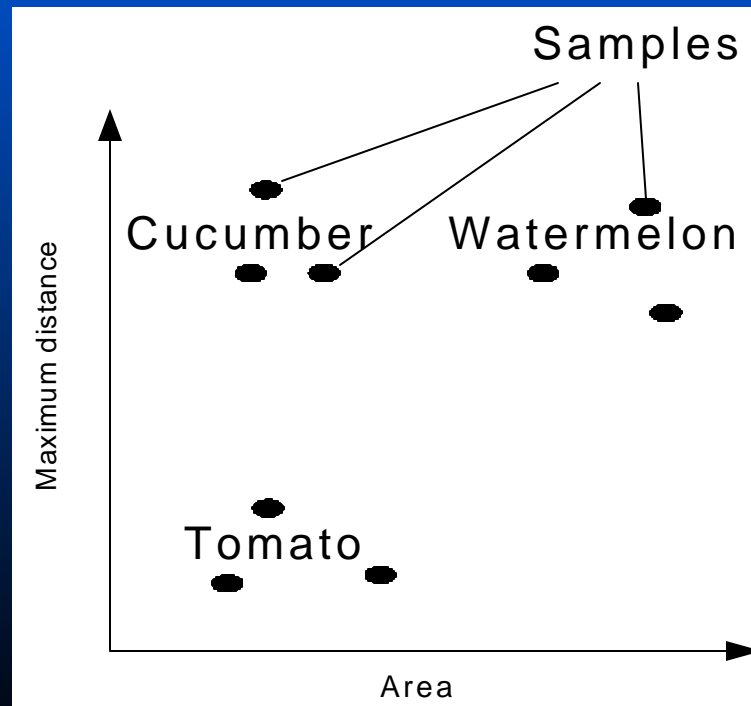 Samples
Cucumber
Watermelon
Maximum distance
Tomato
Area